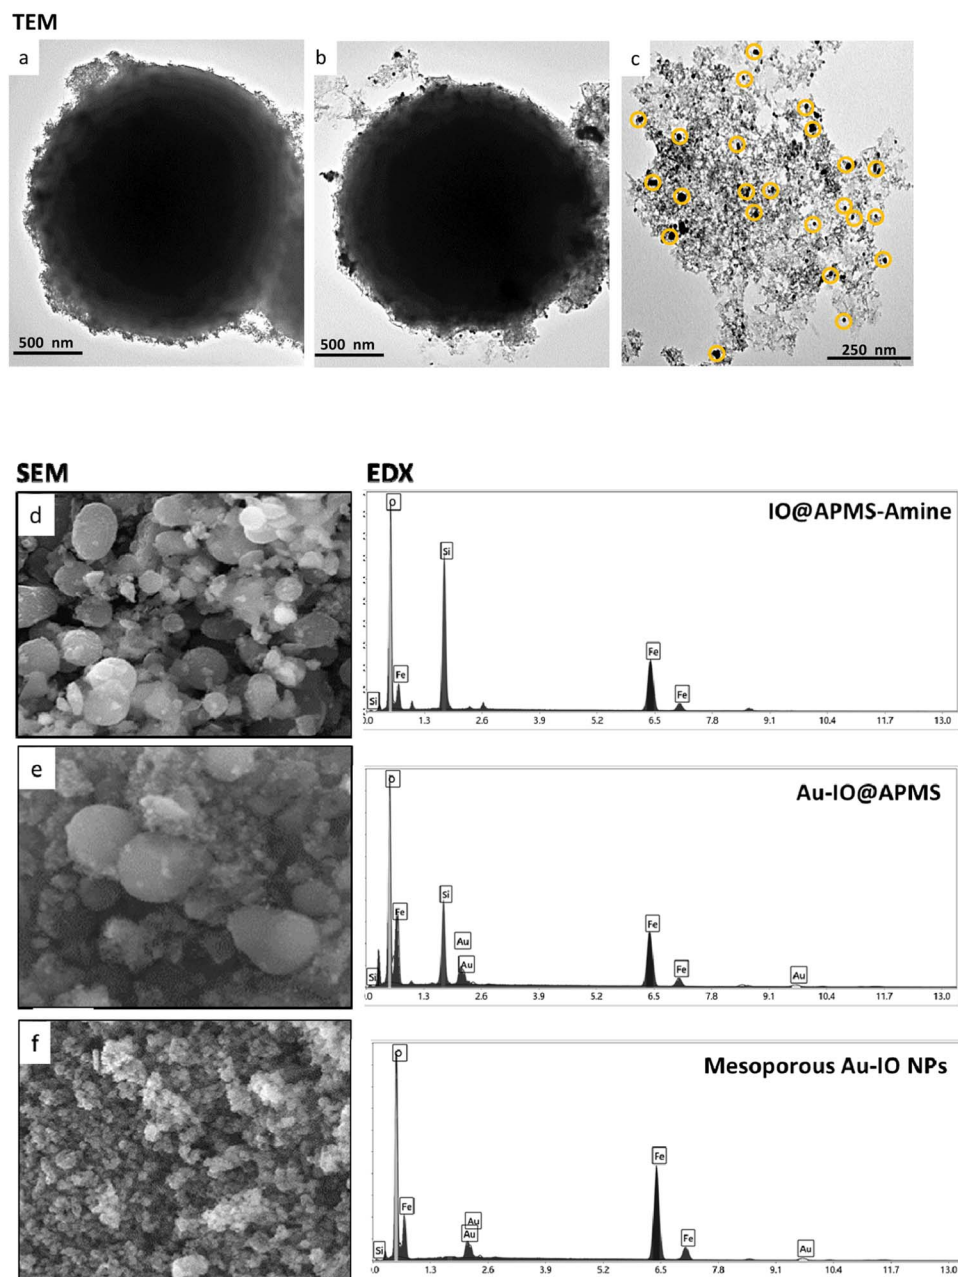 TEM
a
b
c
500 nm
500 nm
250 nm
SEM
EDX
d
IO@APMS-Amine
O
Si
Fe
Fe
Fe
Si
0.0 1.3 2.6 3.9 5.2 6.5 7.8 9.1 10.4 11.7 13.0
e
Au-IO@APMS
O
Si
Fe
Au
Au
Fe
Fe
Au
Si
0.0 1.3 2.6 3.9 5.2 6.5 7.8 9.1 10.4 11.7 13.0
f
Mesoporous Au-IO NPs
O
Fe
Fe
Au
Au
Fe
Au
Si
0.0 1.3 2.6 3.9 5.2 6.5 7.8 9.1 10.4 11.7 13.0